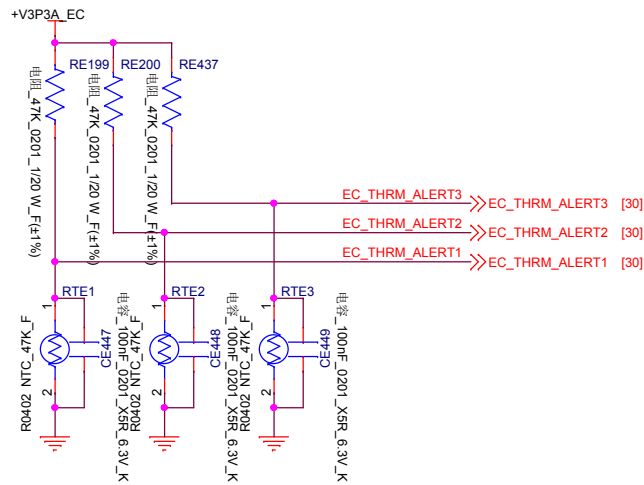 +V3P3A_EC
RE199
RE200
RE437
电阻_47K_0201_1/20 W_F(±1%)
电阻_47K_0201_1/20 W_F(±1%)
电阻_47K_0201_1/20 W_F(±1%)
EC_THRM_ALERT3
EC_THRM_ALERT3 [30]
EC_THRM_ALERT2
EC_THRM_ALERT2 [30]
EC_THRM_ALERT1
EC_THRM_ALERT1 [30]
RTE1
RTE2
RTE3
1
2
R0402 NTC_47K_F
CE447
电容_100nF_0201_X5R_6.3V_K
1
2
R0402 NTC_47K_F
CE448
电容_100nF_0201_X5R_6.3V_K
1
2
R0402 NTC_47K_F
CE449
电容_100nF_0201_X5R_6.3V_K